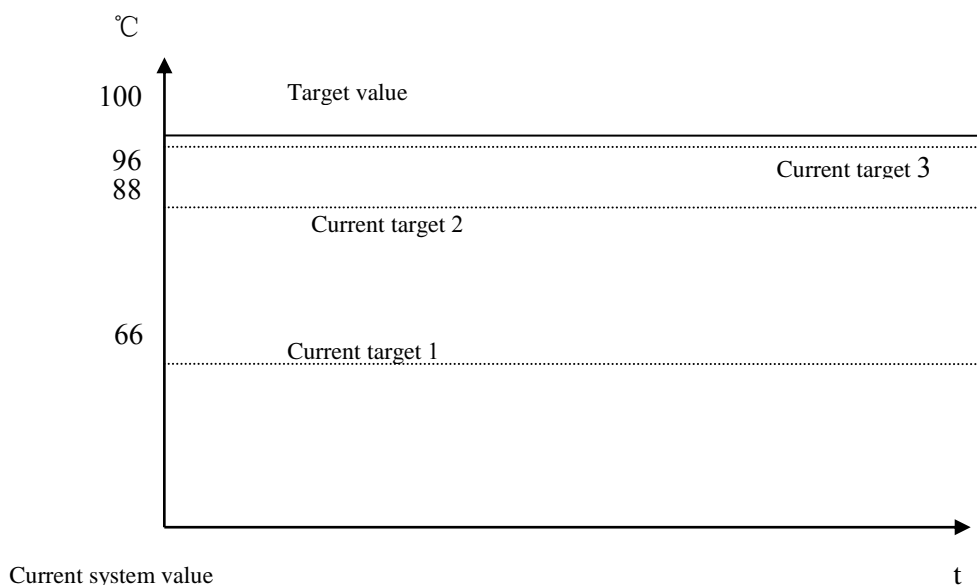 ℃
100
Target value
96
Current target 3
88
Current target 2
66
Current target 1
Current system value
t